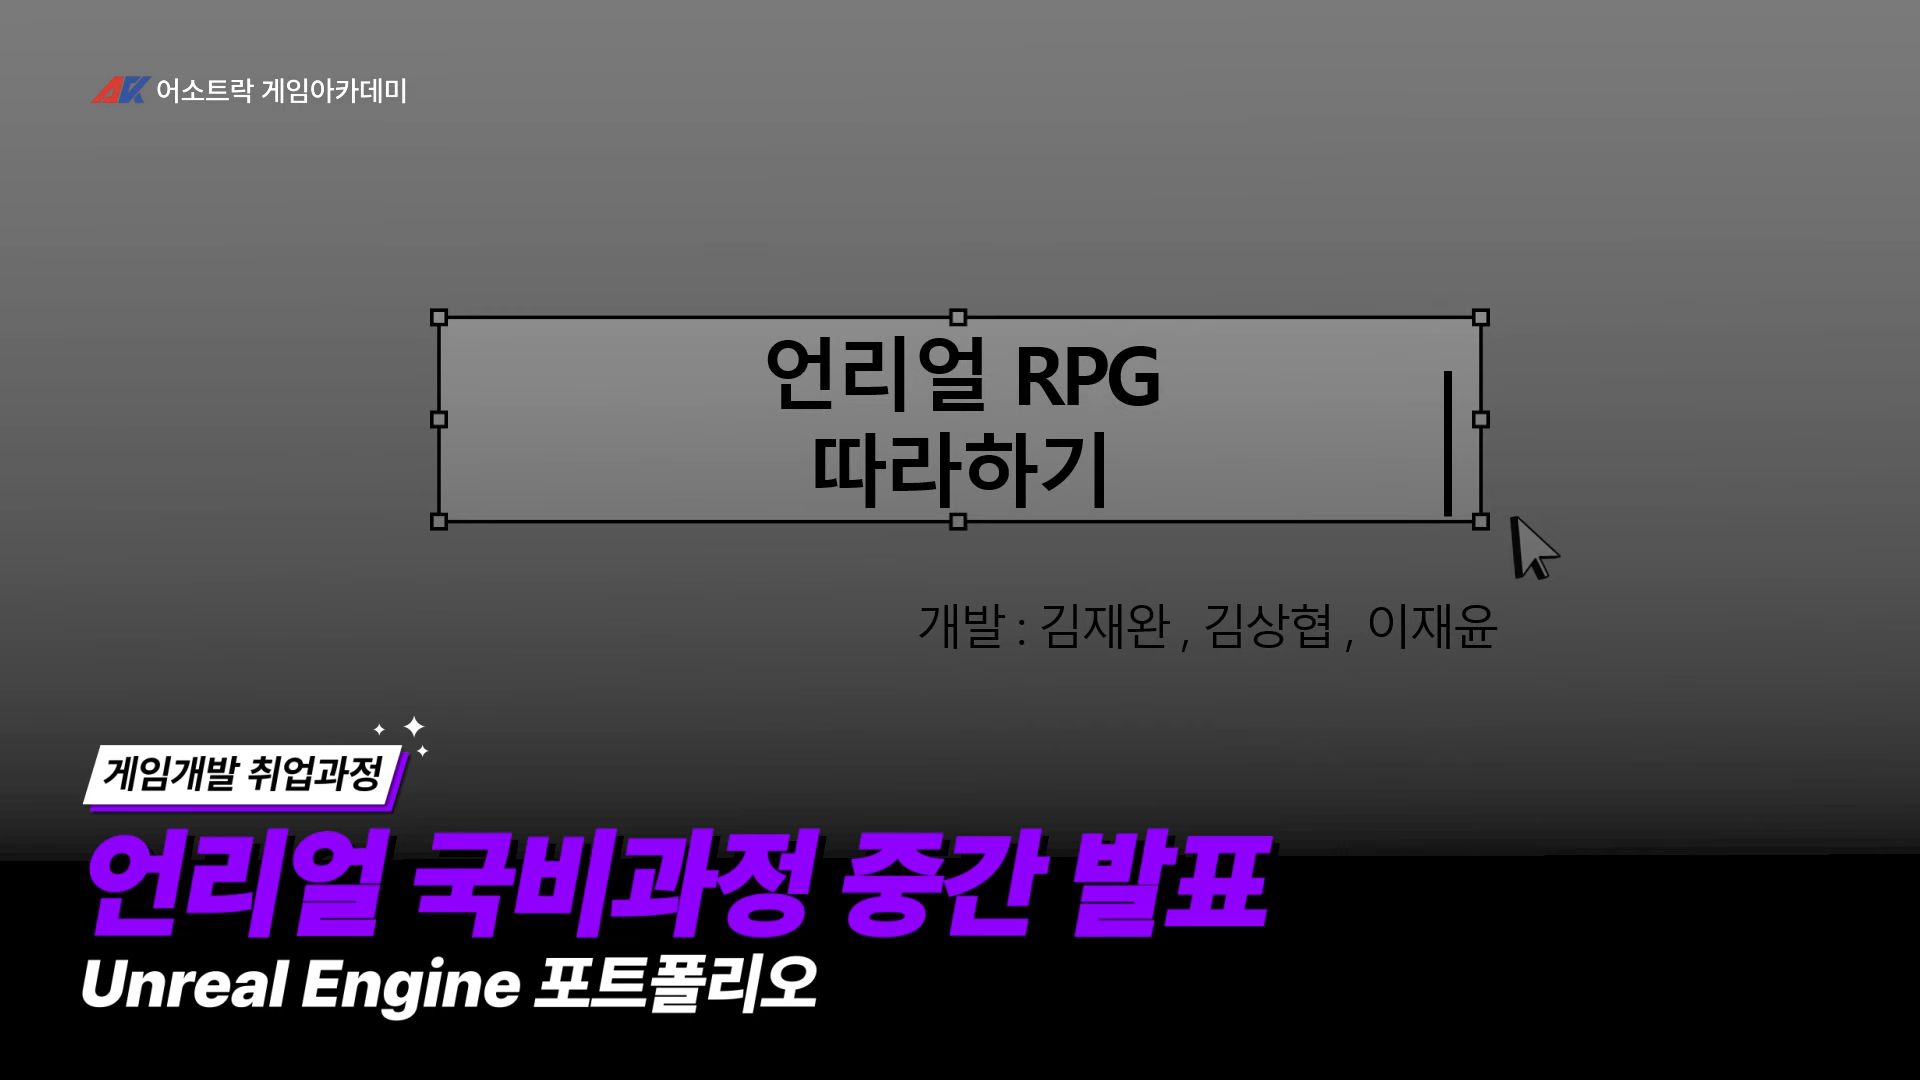 AK 어소트락 게임아카데미
언리얼 RPG
따라하기
개발 : 김재완 , 김상협 , 이재윤
게임개발 취업과정
언리얼 국비과정 중간 발표
Unreal Engine 포트폴리오